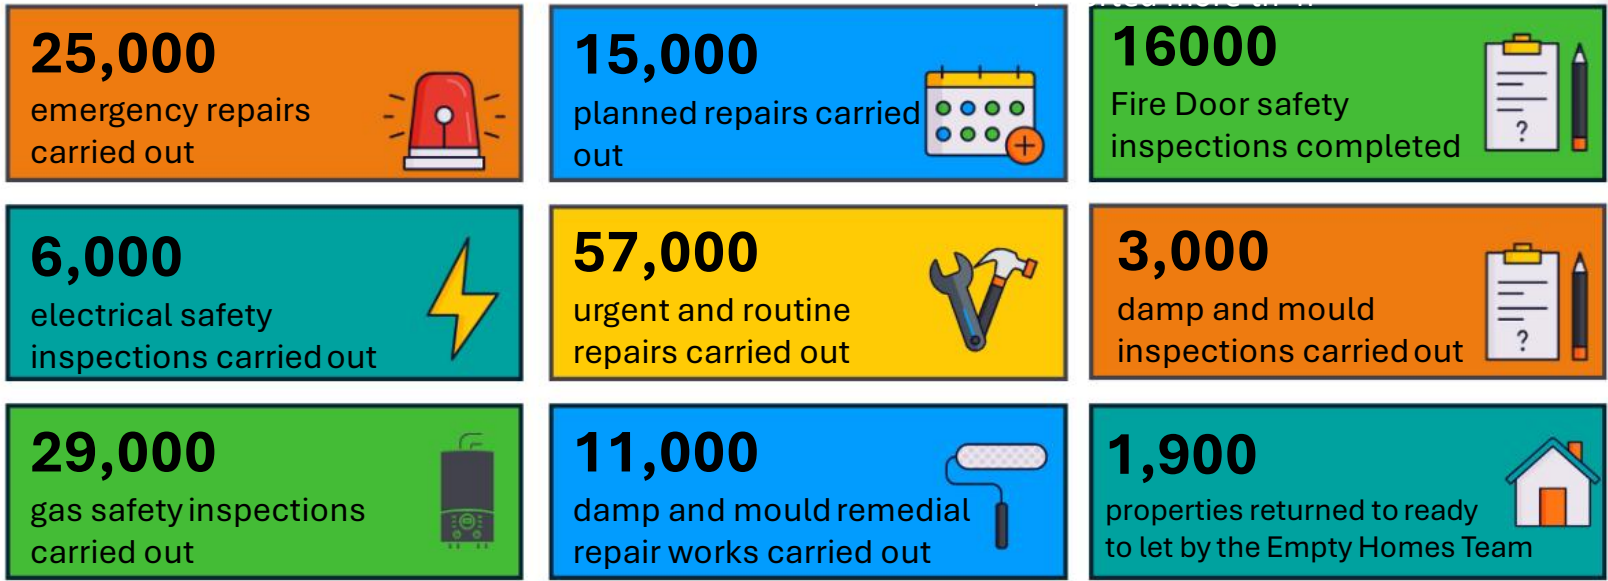 25,000
emergency repairs
carried out
15,000
planned repairs carried
out
16000
Fire Door safety
inspections completed
?
6,000
electrical safety
inspections carried out
57,000
urgent and routine
repairs carried out
3,000
damp and mould
inspections carried out
?
29,000
gas safety inspections
carried out
11,000
damp and mould remedial
repair works carried out
1,900
properties returned to ready
to let by the Empty Homes Team